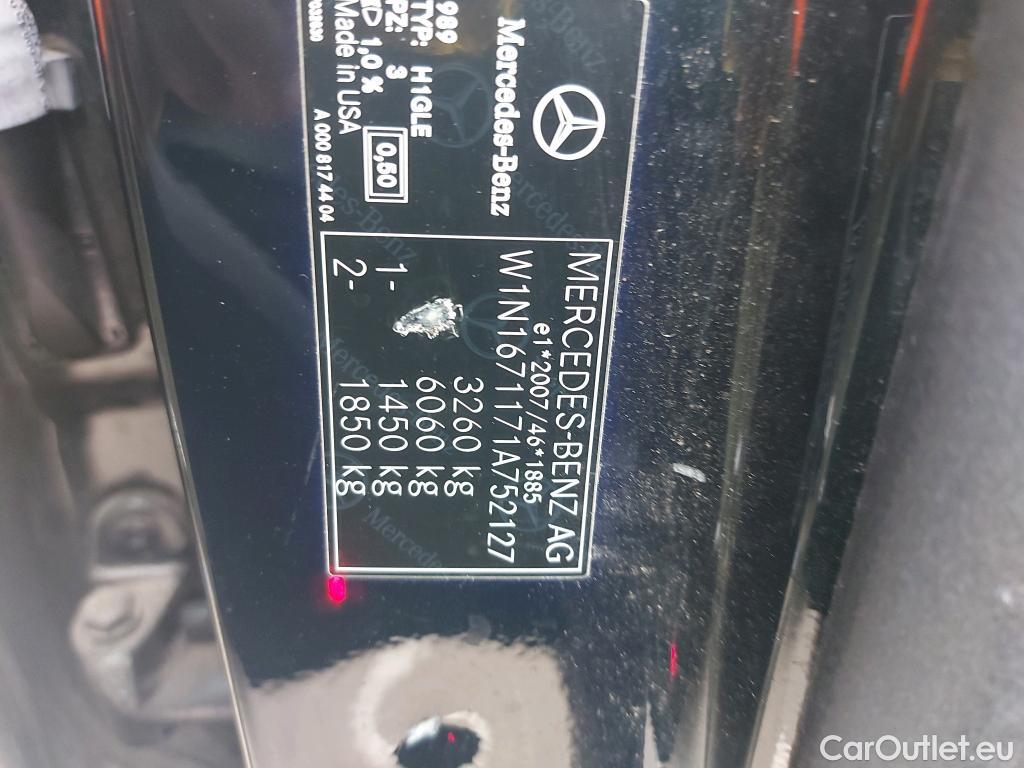 MERCEDES-BENZ AG
e1*2007/46*1885
W1N1671171A752127
3260 kg
6060 kg
1- 1450 kg
2- 1850 kg
Mercedes-Benz
989
TYP: H1GLE
PZ: 3
1,0 % 0,50
Made in USA
A 000 817 44 04
CarOutlet.eu